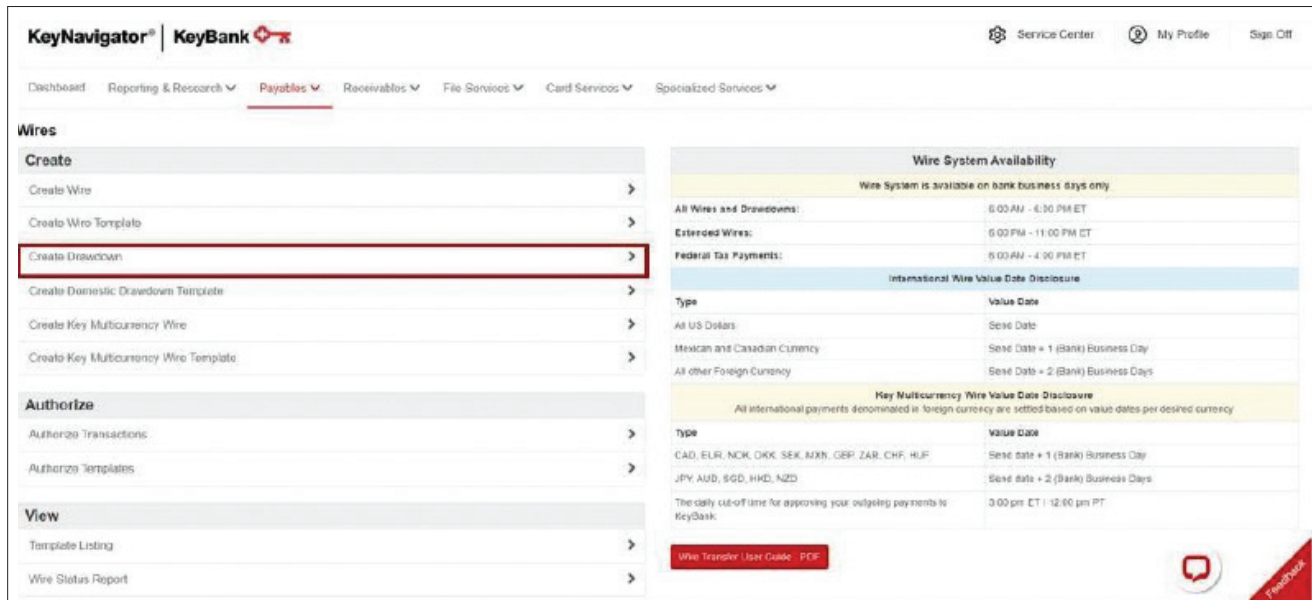 KeyNavigator® | KeyBank
Service Center
My Profile
Sign Off
Dashboard Reporting & Research Payables Receivables File Services Card Services Specialized Services
Wires
Create
Create Wire
Create Wire Template
Create Drawdown
Create Domestic Drawdown Template
Create Key Multicurrency Wire
Create Key Multicurrency Wire Template
Authorize
Authorize Transactions
Authorize Templates
View
Template Listing
Wire Status Report
Wire System Availability
Wire System is available on bank business days only
All Wires and Drawdowns: 6:00 AM - 6:00 PM ET
Extended Wires: 6:00 PM - 11:00 PM ET
Federal Tax Payments: 6:00 AM - 4:00 PM ET
International Wire Value Date Disclosure
Type Value Date
All US Dollars Send Date
Mexican and Canadian Currency Send Date + 1 (Bank) Business Day
All other Foreign Currency Send Date + 2 (Bank) Business Days
Key Multicurrency Wire Value Date Disclosure
All international payments denominated in foreign currency are settled based on value dates per desired currency
Type Value Date
CAD, EUR, NOK, DKK, SEK, MXN, GBP, ZAR, CHF, HUF Send date + 1 (Bank) Business Day
JPY, AUD, SGD, HKD, NZD Send date + 2 (Bank) Business Days
The daily cut-off time for approving your outgoing payments to 3:00 pm ET | 12:00 pm PT
KeyBank
Wire Transfer User Guide PDF
Feedback